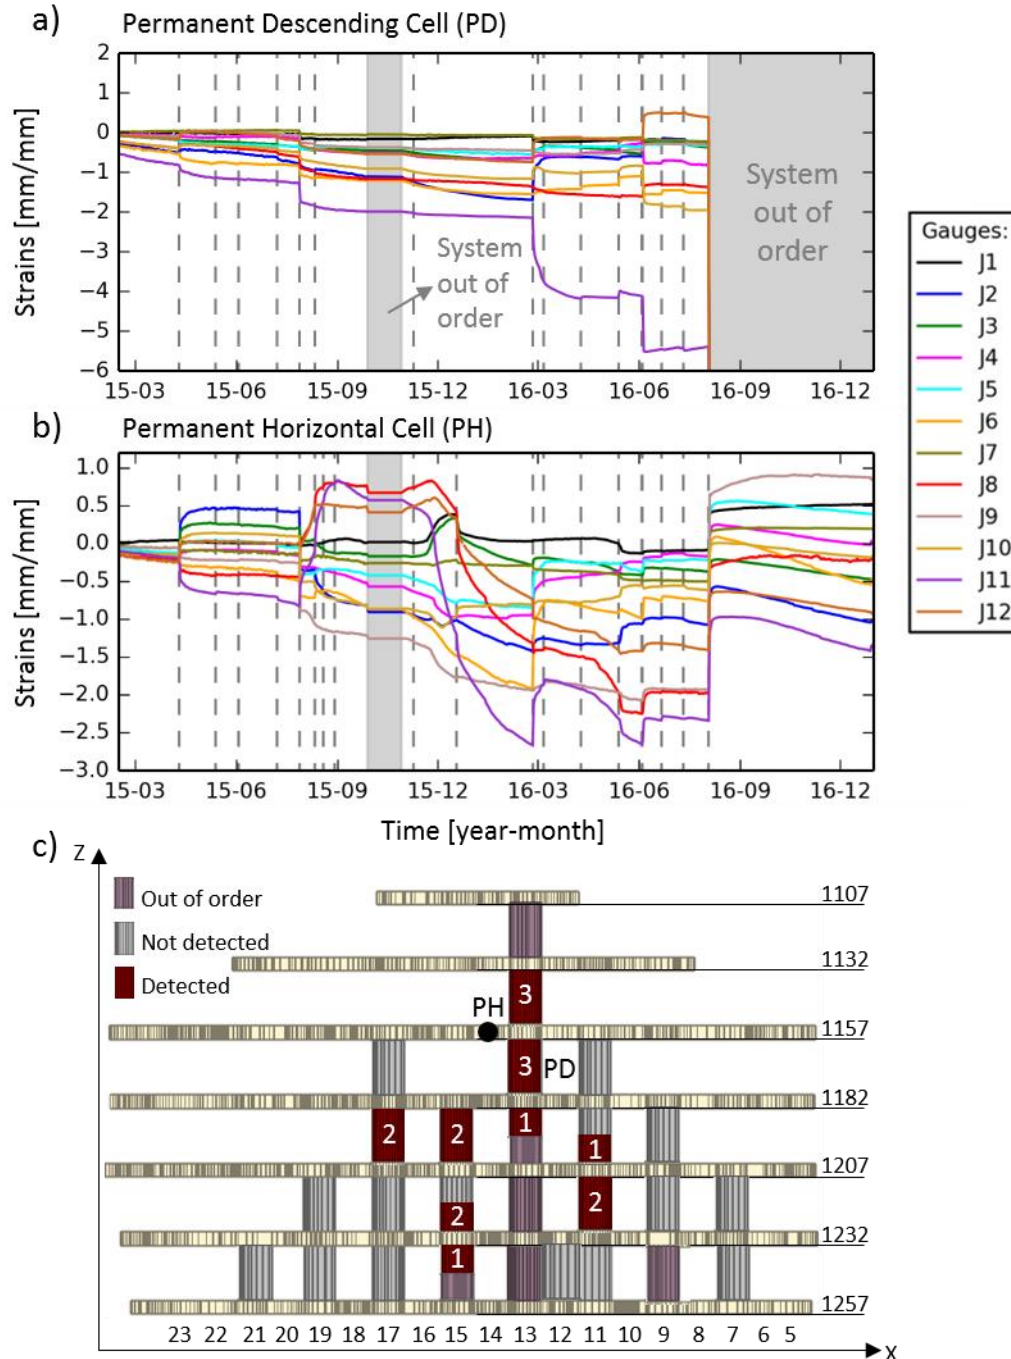 a) Permanent Descending Cell (PD)
2
1
0
−1
−2
−3
−4
−5
−6
Strains [mm/mm]
System out of order
System out of order
15-03 15-06 15-09 15-12 16-03 16-06 16-09 16-12
Gauges:
J1
J2
J3
J4
J5
J6
J7
J8
J9
J10
J11
J12
b) Permanent Horizontal Cell (PH)
1.0
0.5
0.0
−0.5
−1.0
−1.5
−2.0
−2.5
−3.0
Strains [mm/mm]
15-03 15-06 15-09 15-12 16-03 16-06 16-09 16-12
Time [year-month]
c) Z
Out of order
Not detected
Detected
1107
1132
3
PH
1157
3 PD
1182
2 2 1 1
1207
2 2
1232
1
1257
23 22 21 20 19 18 17 16 15 14 13 12 11 10 9 8 7 6 5
X